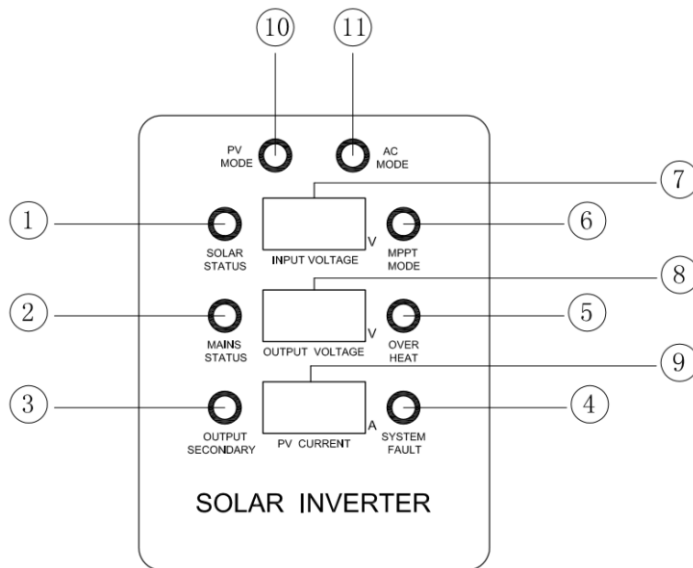 ⑩ ⑪
PV
MODE
AC
MODE
⑦
①
⑥
SOLAR
STATUS
V
INPUT VOLTAGE
MPPT
MODE
⑧
②
⑤
MAINS
STATUS
V
OUTPUT VOLTAGE
OVER
HEAT
⑨
③
④
OUTPUT
SECONDARY
A
PV CURRENT
SYSTEM
FAULT
SOLAR INVERTER